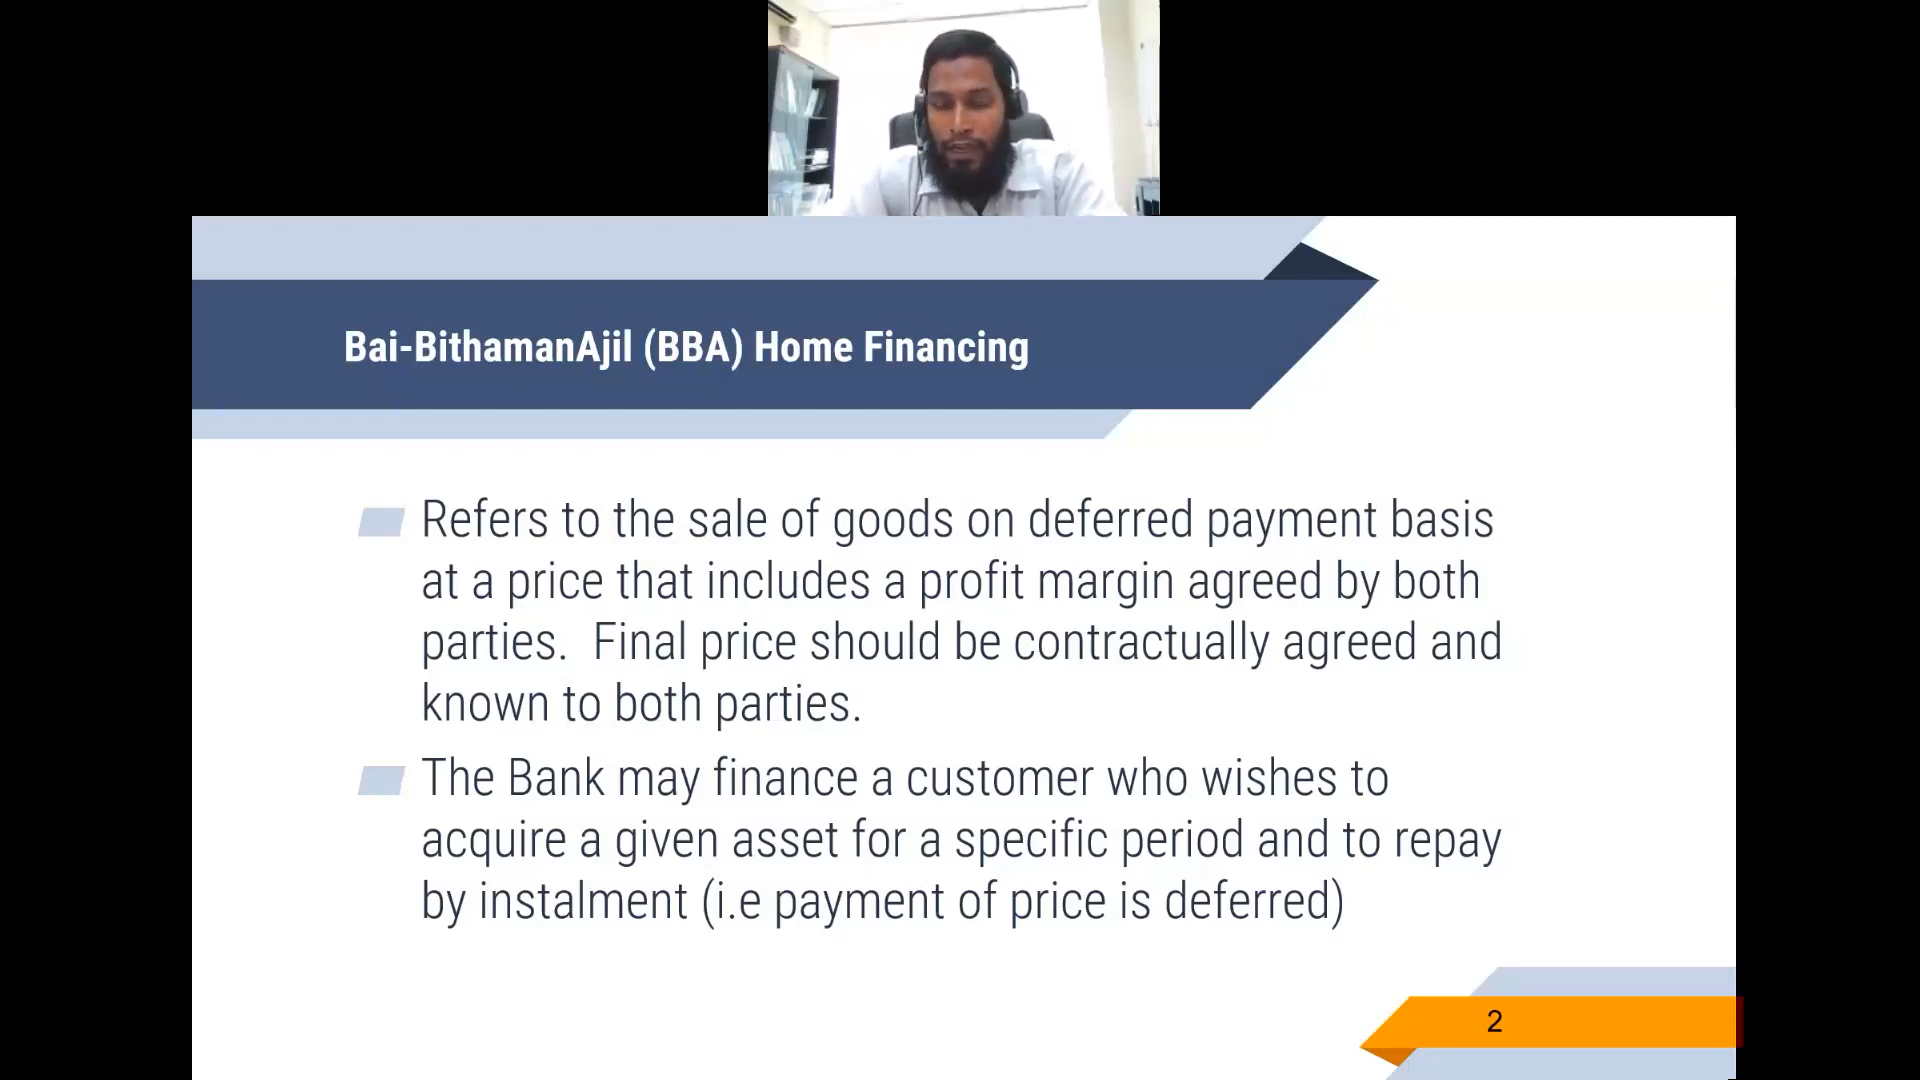 Bai-BithamanAjil (BBA) Home Financing
Refers to the sale of goods on deferred payment basis
at a price that includes a profit margin agreed by both
parties.  Final price should be contractually agreed and
known to both parties.
The Bank may finance a customer who wishes to
acquire a given asset for a specific period and to repay
by instalment (i.e payment of price is deferred)
2